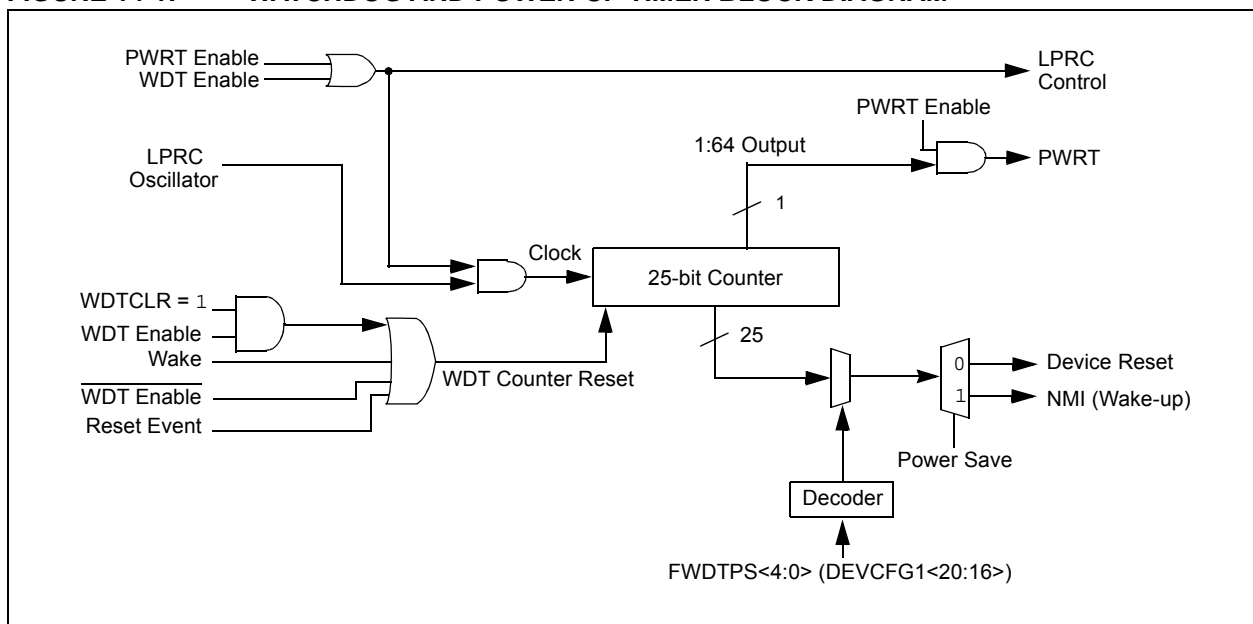 PWRT Enable
WDT Enable
LPRC
Control
PWRT Enable
1:64 Output
PWRT
LPRC
Oscillator
1
Clock
25-bit Counter
WDTCLR = 1
WDT Enable
Wake
WDT Enable
Reset Event
WDT Counter Reset
25
0
1
Device Reset
NMI (Wake-up)
Power Save
Decoder
FWDTPS<4:0> (DEVCFG1<20:16>)